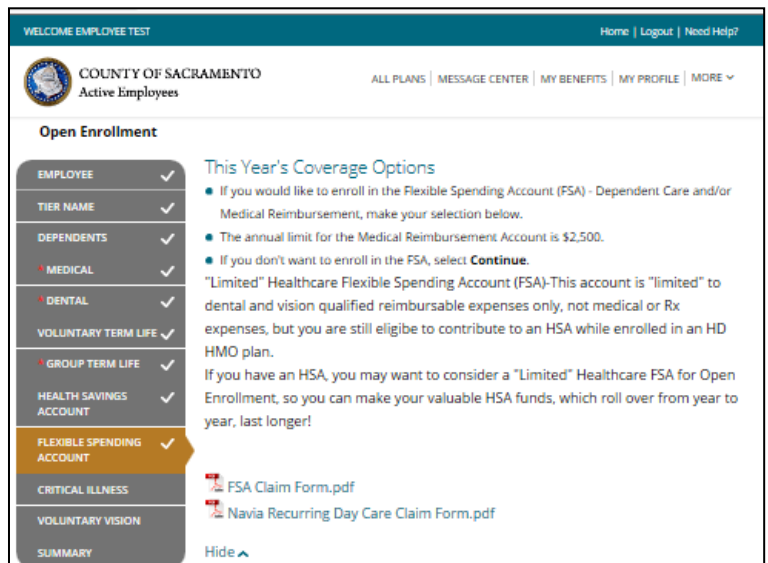 WELCOME EMPLOYEE TEST
Home | Logout | Need Help?
COUNTY OF SACRAMENTO
Active Employees
ALL PLANS | MESSAGE CENTER | MY BENEFITS | MY PROFILE | MORE
Open Enrollment
EMPLOYEE
TIER NAME
DEPENDENTS
* MEDICAL
* DENTAL
VOLUNTARY TERM LIFE
* GROUP TERM LIFE
HEALTH SAVINGS
ACCOUNT
FLEXIBLE SPENDING
ACCOUNT
CRITICAL ILLNESS
VOLUNTARY VISION
SUMMARY
This Year's Coverage Options
• If you would like to enroll in the Flexible Spending Account (FSA) - Dependent Care and/or
Medical Reimbursement, make your selection below.
• The annual limit for the Medical Reimbursement Account is $2,500.
• If you don't want to enroll in the FSA, select Continue.
"Limited" Healthcare Flexible Spending Account (FSA)-This account is "limited" to
dental and vision qualified reimbursable expenses only, not medical or Rx
expenses, but you are still eligibe to contribute to an HSA while enrolled in an HD
HMO plan.
If you have an HSA, you may want to consider a "Limited" Healthcare FSA for Open
Enrollment, so you can make your valuable HSA funds, which roll over from year to
year, last longer!
FSA Claim Form.pdf
Navia Recurring Day Care Claim Form.pdf
Hide